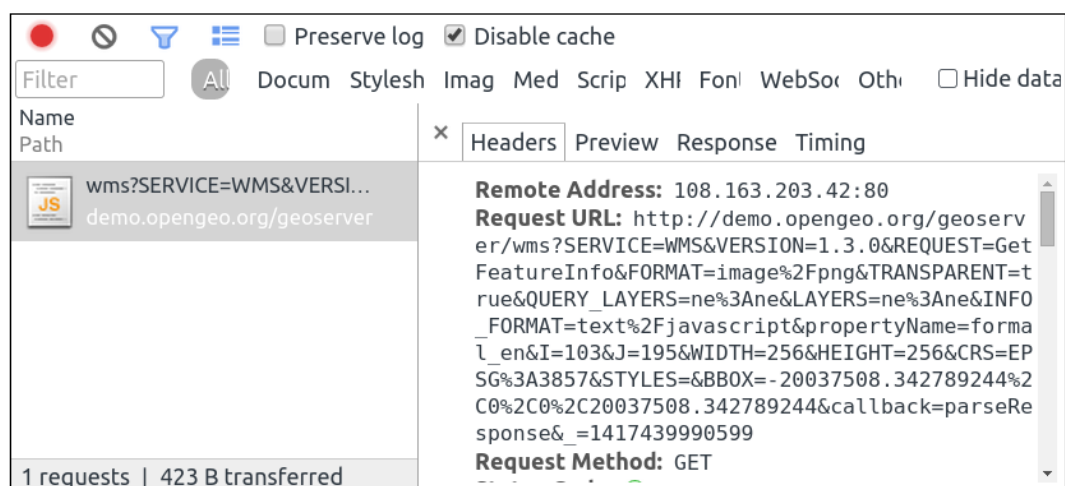 Preserve log Disable cache
Filter All Docum Stylesh Imag Med Scrip XHR Font WebSoc Othe Hide data
Name
Path
× Headers Preview Response Timing
wms?SERVICE=WMS&VERSI...
JS
demo.opengeo.org/geoserver
Remote Address: 108.163.203.42:80
Request URL: http://demo.opengeo.org/geoserv
er/wms?SERVICE=WMS&VERSION=1.3.0&REQUEST=Get
FeatureInfo&FORMAT=image%2Fpng&TRANSPARENT=t
rue&QUERY_LAYERS=ne%3Ane&LAYERS=ne%3Ane&INFO
_FORMAT=text%2Fjavascript&propertyName=forma
l_en&I=103&J=195&WIDTH=256&HEIGHT=256&CRS=EP
SG%3A3857&STYLES=&BBOX=-20037508.342789244%2
C0%2C0%2C20037508.342789244&callback=parseRe
sponse&_=1417439990599
Request Method: GET
1 requests | 423 B transferred